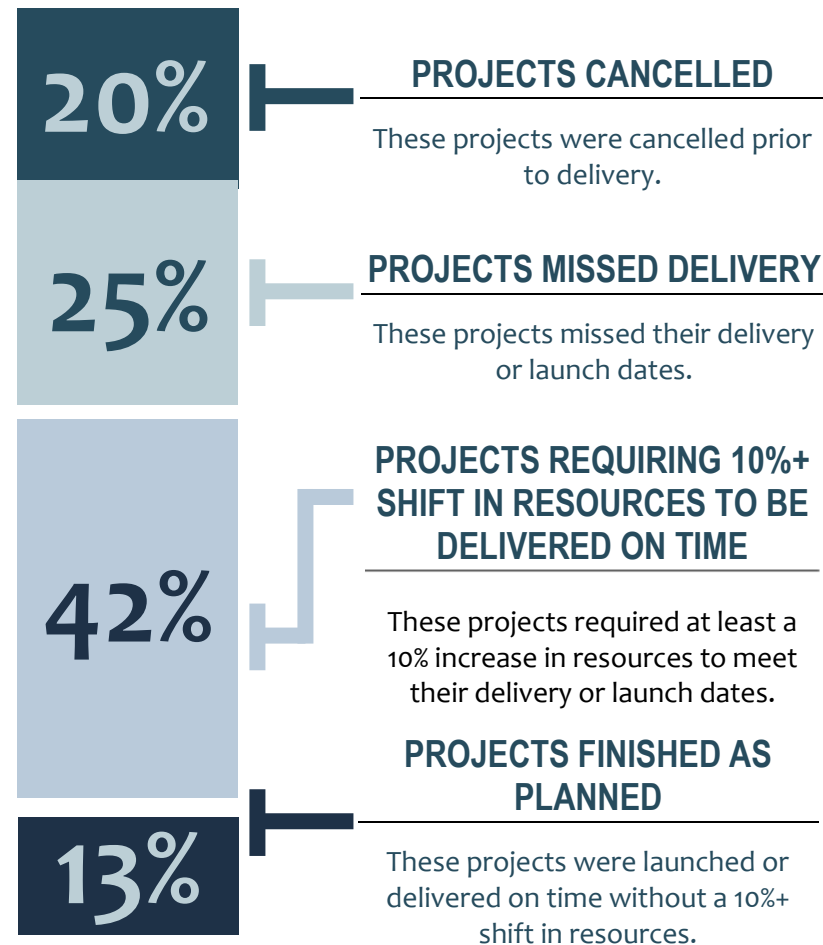 20%
PROJECTS CANCELLED
These projects were cancelled prior
to delivery.
25%
PROJECTS MISSED DELIVERY
These projects missed their delivery
or launch dates.
42%
PROJECTS REQUIRING 10%+
SHIFT IN RESOURCES TO BE
DELIVERED ON TIME
These projects required at least a
10% increase in resources to meet
their delivery or launch dates.
13%
PROJECTS FINISHED AS
PLANNED
These projects were launched or
delivered on time without a 10%+
shift in resources.